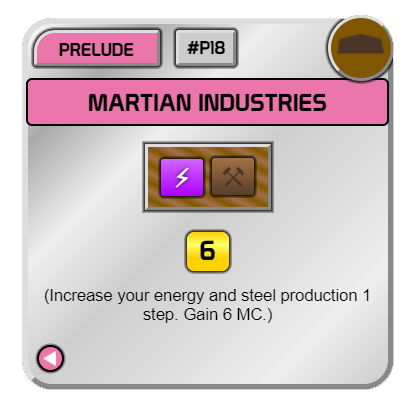 PRELUDE
#P18
MARTIAN INDUSTRIES
6
(Increase your energy and steel production 1
step. Gain 6 MC.)